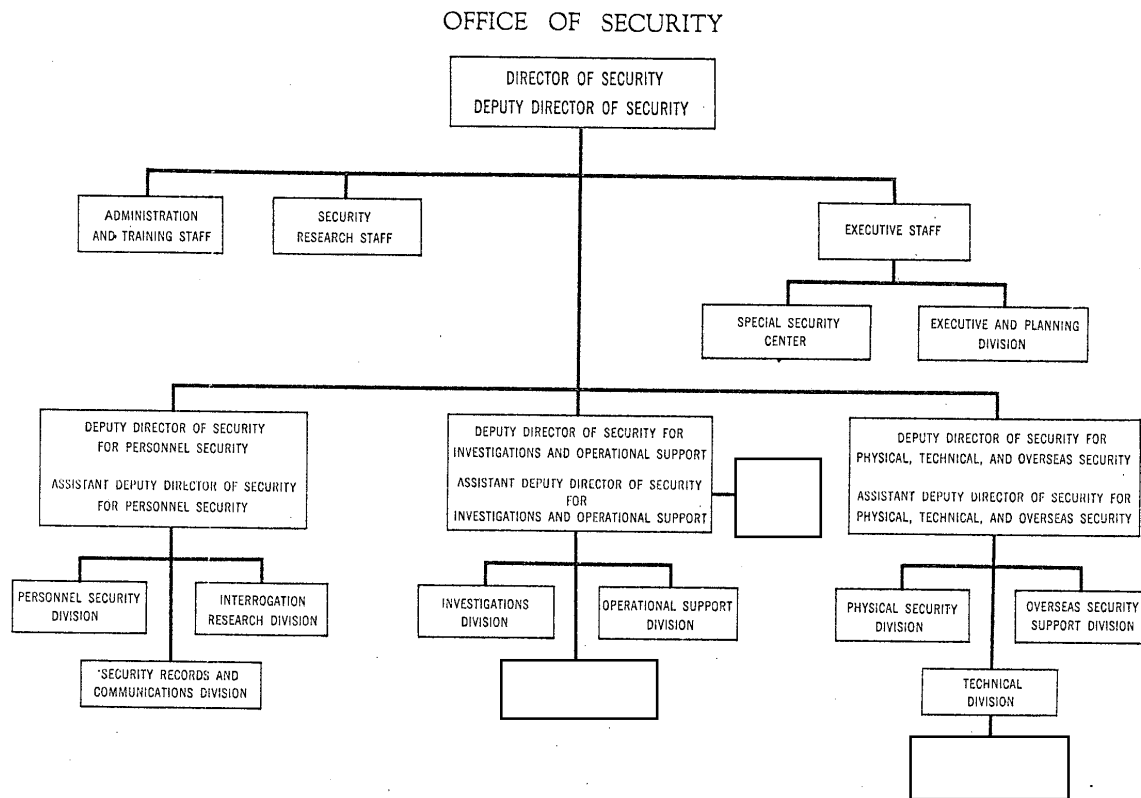 OFFICE OF SECURITY
DIRECTOR OF SECURITY
DEPUTY DIRECTOR OF SECURITY
ADMINISTRATION
AND TRAINING STAFF
SECURITY
RESEARCH STAFF
EXECUTIVE STAFF
SPECIAL SECURITY
CENTER
EXECUTIVE AND PLANNING
DIVISION
DEPUTY DIRECTOR OF SECURITY
FOR PERSONNEL SECURITY
ASSISTANT DEPUTY DIRECTOR OF SECURITY
FOR PERSONNEL SECURITY
DEPUTY DIRECTOR OF SECURITY FOR
INVESTIGATIONS AND OPERATIONAL SUPPORT
ASSISTANT DEPUTY DIRECTOR OF SECURITY
FOR
INVESTIGATIONS AND OPERATIONAL SUPPORT
DEPUTY DIRECTOR OF SECURITY FOR
PHYSICAL, TECHNICAL, AND OVERSEAS SECURITY
ASSISTANT DEPUTY DIRECTOR OF SECURITY FOR
PHYSICAL, TECHNICAL, AND OVERSEAS SECURITY
PERSONNEL SECURITY
DIVISION
INTERROGATION
RESEARCH DIVISION
SECURITY RECORDS AND
COMMUNICATIONS DIVISION
INVESTIGATIONS
DIVISION
OPERATIONAL SUPPORT
DIVISION
PHYSICAL SECURITY
DIVISION
OVERSEAS SECURITY
SUPPORT DIVISION
TECHNICAL
DIVISION